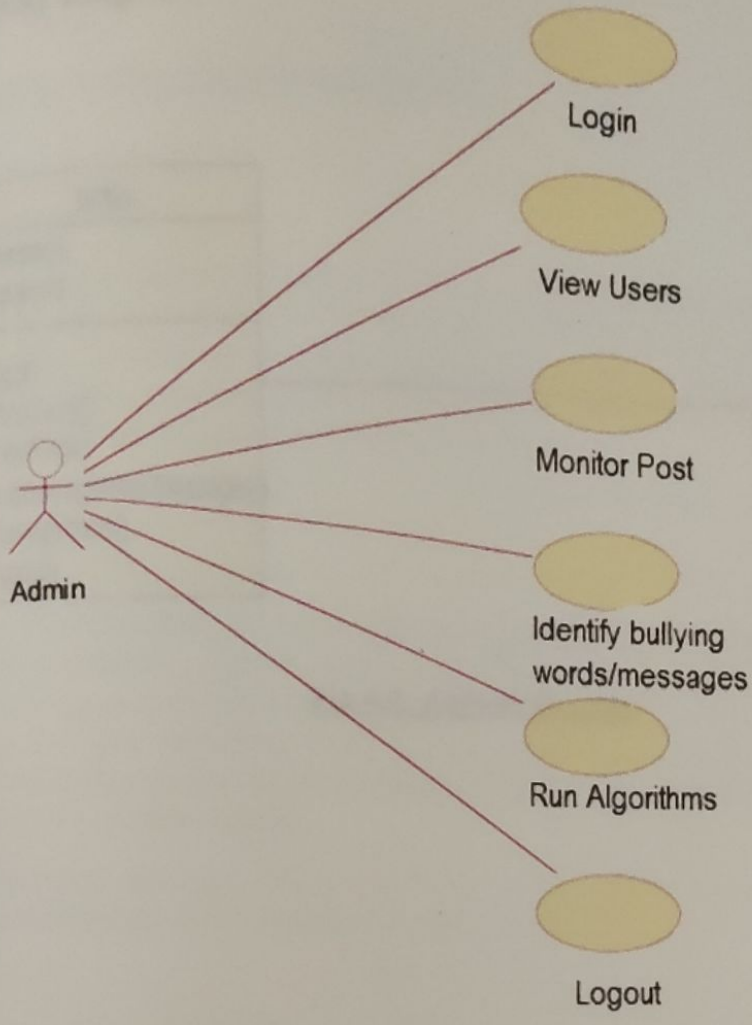 Login
View Users
Monitor Post
Admin
Identify bullying
words/messages
Run Algorithms
Logout